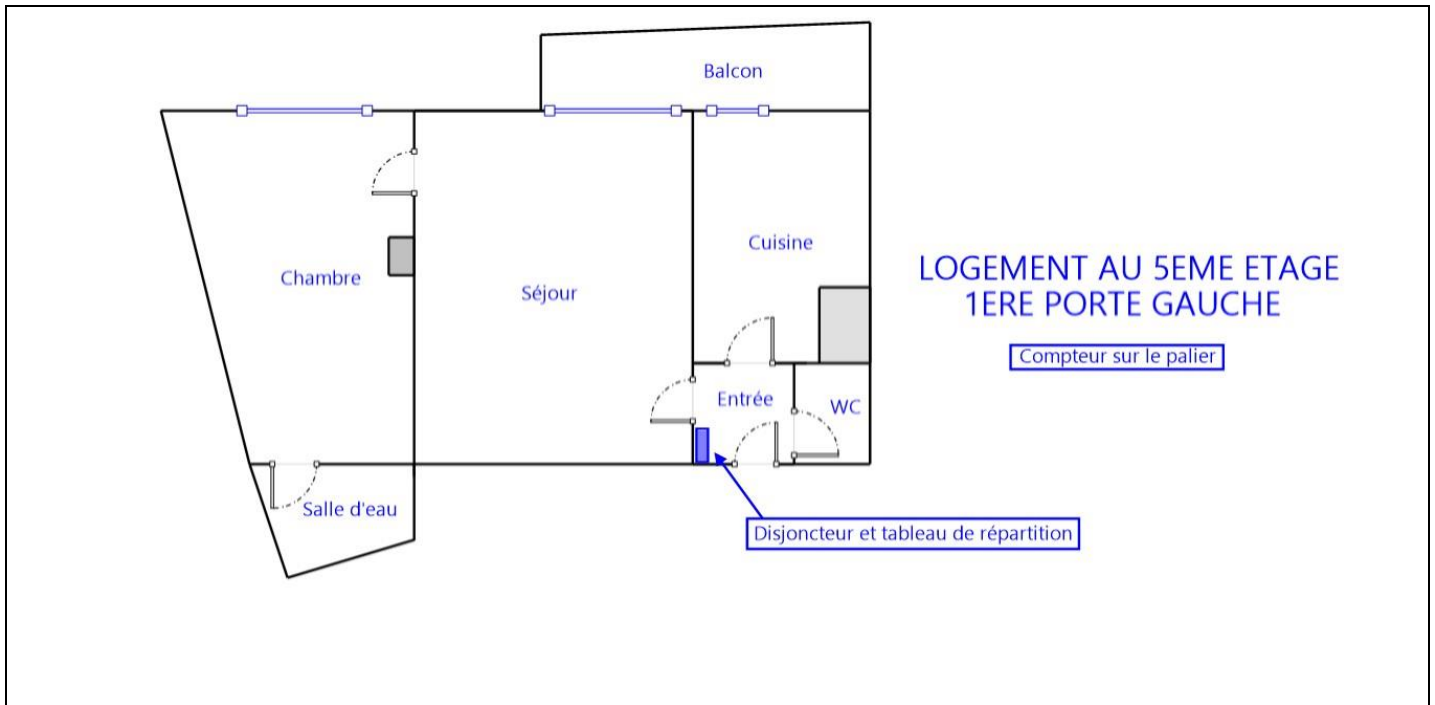 Balcon
Cuisine
Chambre
Séjour
LOGEMENT AU 5EME ETAGE
1ERE PORTE GAUCHE
Compteur sur le palier
Entrée
WC
Salle d'eau
Disjoncteur et tableau de répartition